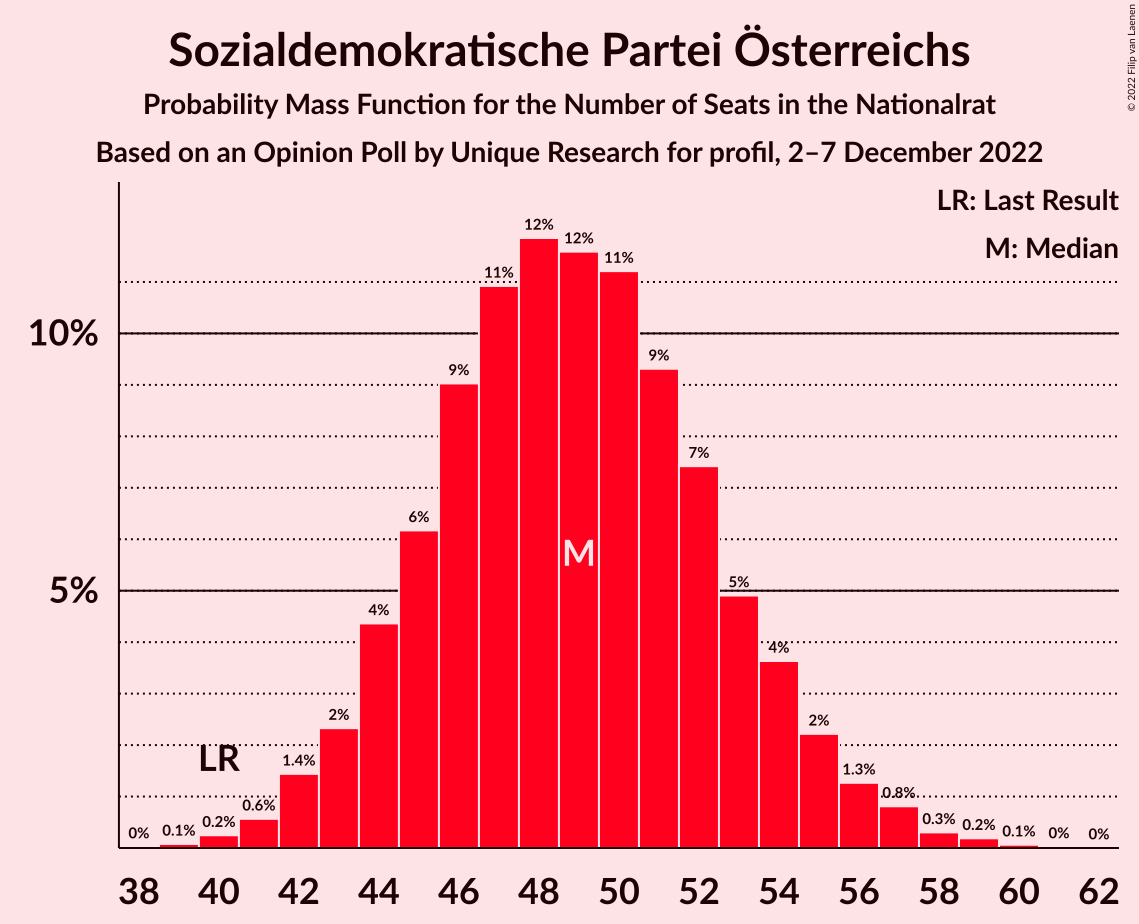 Sozialdemokratische Partei Österreichs
Probability Mass Function for the Number of Seats in the Nationalrat
Based on an Opinion Poll by Unique Research for profil, 2–7 December 2022
© 2022 Filip van Laenen
LR: Last Result
M: Median
10%
5%
0% 0.1% 0.2% 0.6% 1.4% 2% 4% 6% 9% 11% 12% 12% 11% 9% 7% 5% 4% 2% 1.3% 0.8% 0.3% 0.2% 0.1% 0% 0%
LR
M
38 40 42 44 46 48 50 52 54 56 58 60 62